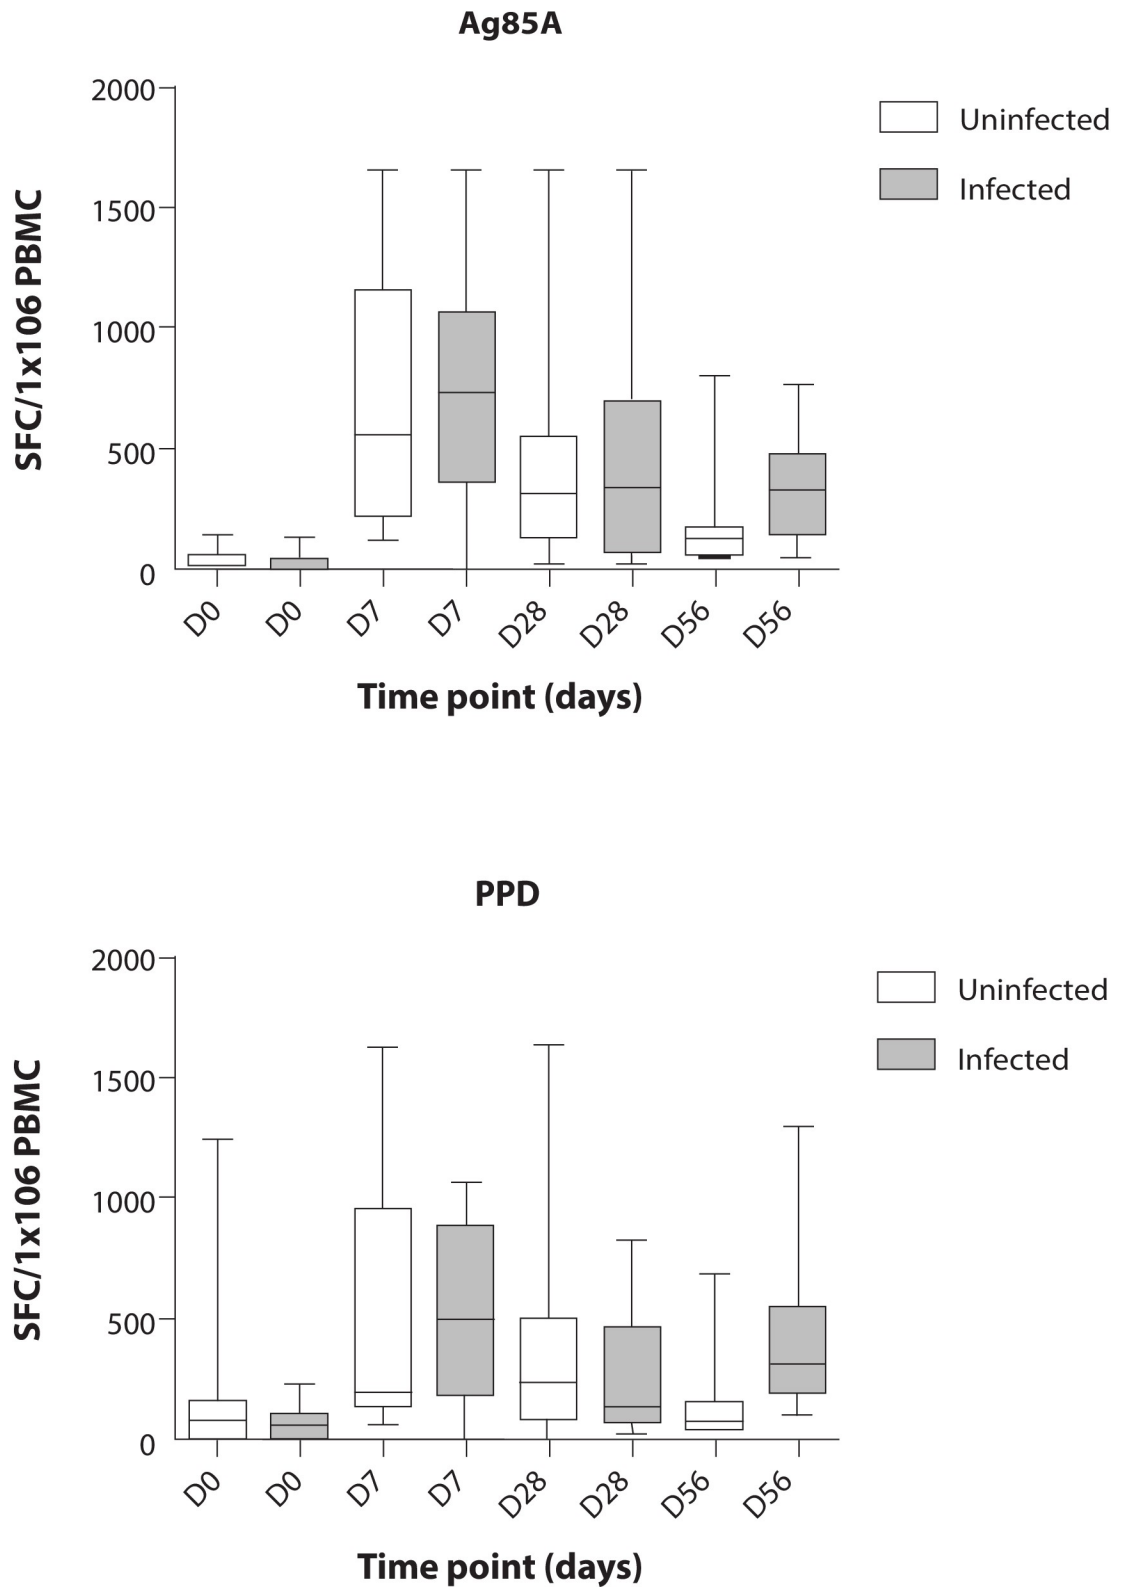 Ag85A
2000
1500
1000
500
0
SFC/1x106 PBMC
Uninfected
Infected
D0 D0 D7 D7 D28 D28 D56 D56
Time point (days)
PPD
2000
1500
1000
500
0
SFC/1x106 PBMC
Uninfected
Infected
D0 D0 D7 D7 D28 D28 D56 D56
Time point (days)